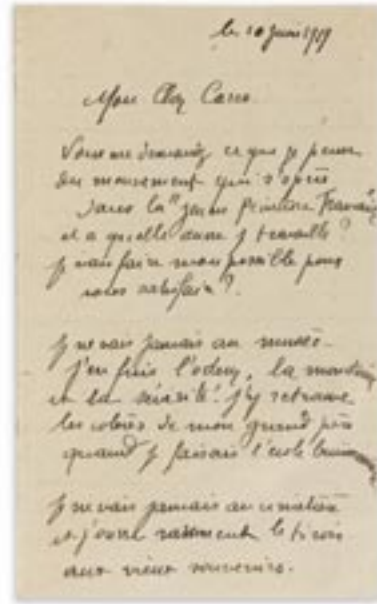 le 10 juin 1919
Mon Cher Carco
Vous me demandez ce que je pense
du mouvement qui s'opère
dans la "jeune Peinture Française
et a quelle œuvre je travaille?
je vais faire mon possible pour
vous satisfaire.
je ne vais jamais au musée.
j'en fuis l'odeur, la monotonie
et la sévérité! j'y retrouve
les colères de mon grand père
quand je faisais l'école buis
je ne vais jamais au cimetière
et j'ouvre rarement le tiroir
aux vieux souvenirs.